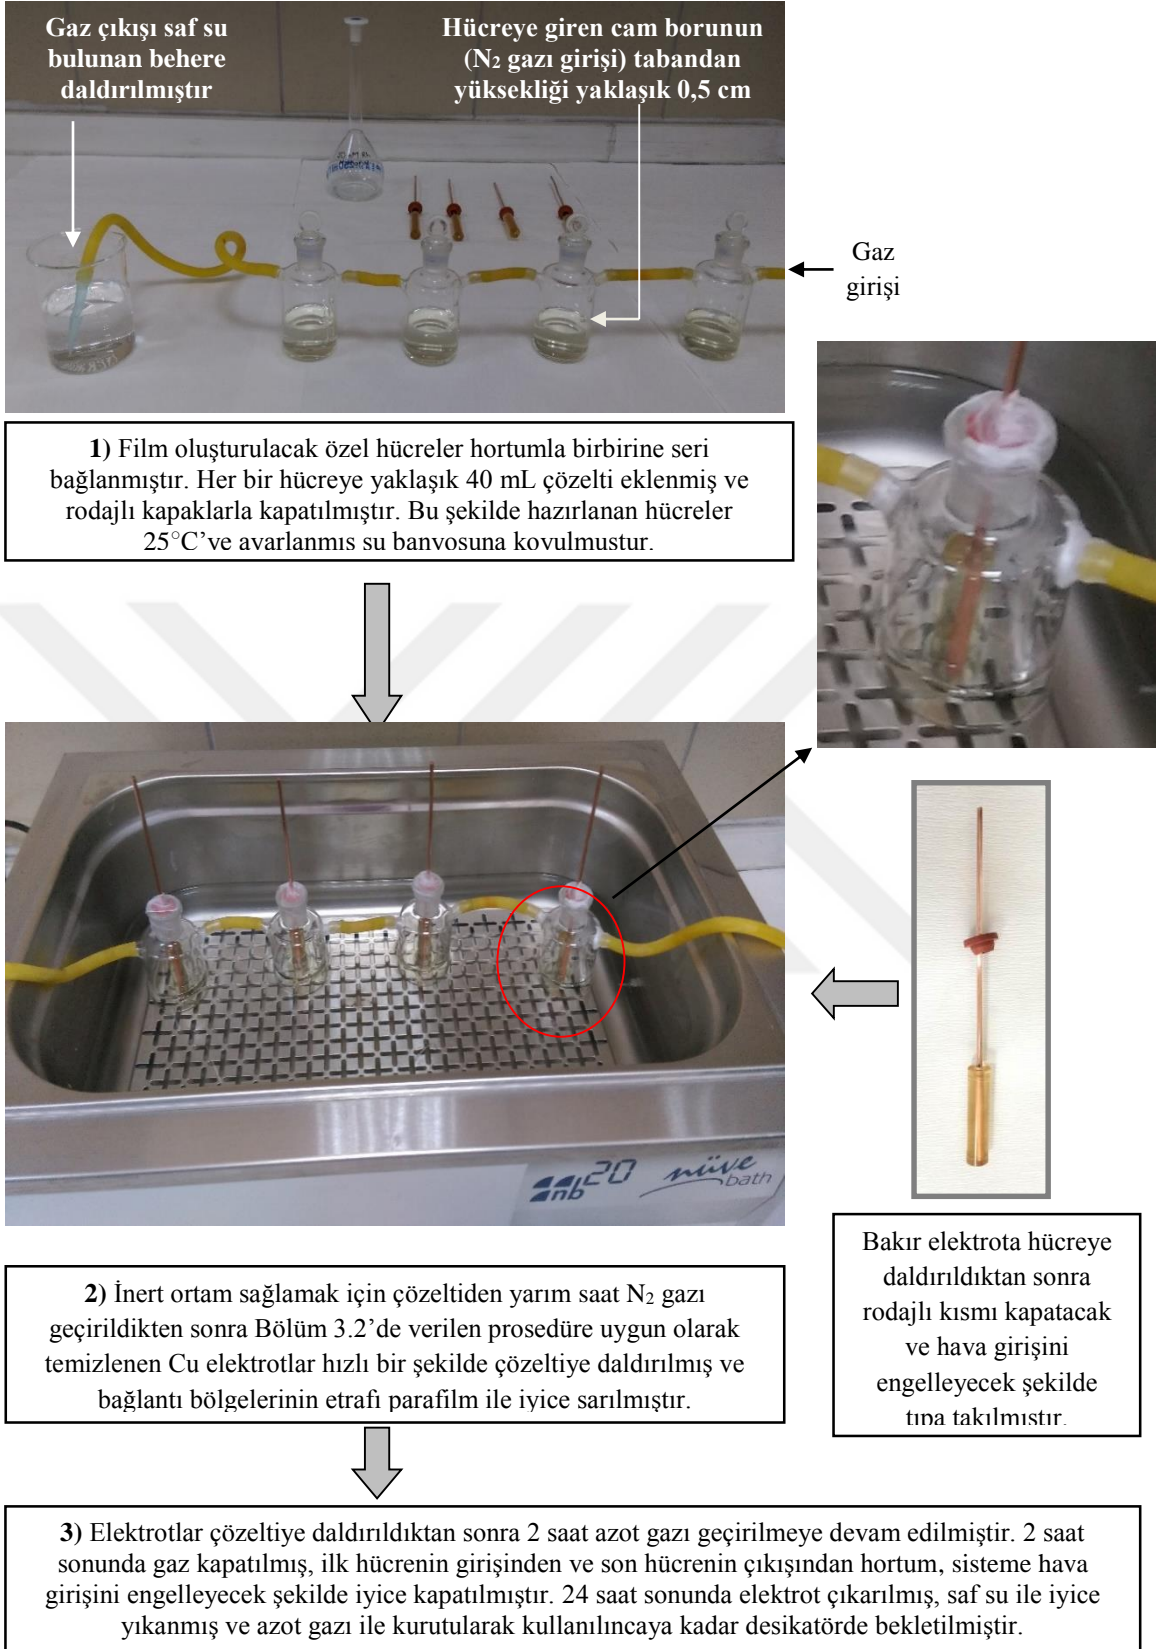 Gaz çıkışı saf su
bulunan behere
daldırılmıştır
Hücreye giren cam borunun
(N₂ gazı girişi) tabandan
yüksekliği yaklaşık 0,5 cm
Gaz
girişi
1) Film oluşturulacak özel hücreler hortumla birbirine seri
bağlanmıştır. Her bir hücreye yaklaşık 40 mL çözelti eklenmiş ve
rodajlı kapaklarla kapatılmıştır. Bu şekilde hazırlanan hücreler
25°C’ye ayarlanmış su banyosuna koyulmuştur.
nb 20 nüve
bath
Bakır elektrota hücreye
daldırıldıktan sonra
rodajlı kısmı kapatacak
ve hava girişini
engelleyecek şekilde
tıpa takılmıştır.
2) İnert ortam sağlamak için çözeltiden yarım saat N₂ gazı
geçirildikten sonra Bölüm 3.2’de verilen prosedüre uygun olarak
temizlenen Cu elektrotlar hızlı bir şekilde çözeltiye daldırılmış ve
bağlantı bölgelerinin etrafı parafilm ile iyice sarılmıştır.
3) Elektrotlar çözeltiye daldırıldıktan sonra 2 saat azot gazı geçirilmeye devam edilmiştir. 2 saat
sonunda gaz kapatılmış, ilk hücrenin girişinden ve son hücrenin çıkışından hortum, sisteme hava
girişini engelleyecek şekilde iyice kapatılmıştır. 24 saat sonunda elektrot çıkarılmış, saf su ile iyice
yıkanmış ve azot gazı ile kurutularak kullanılıncaya kadar desikatörde bekletilmiştir.